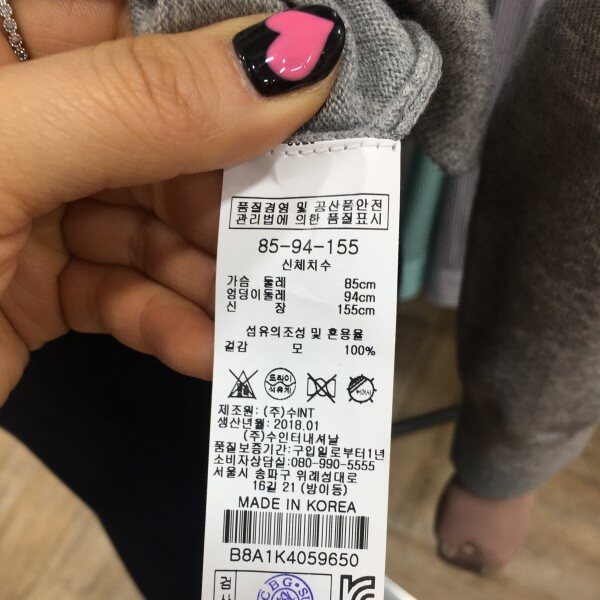 품질경영 및 공산품안전
관리법에 의한 품질표시
85-94-155
신체치수
가슴 둘레 85cm
엉덩이둘레 94cm
신 장 155cm
섬유의조성 및 혼용율
겉감 모 100%
드라이
석유계
제조원: (주)수INT
생산년월: 2018.01
(주)수인터내셔날
품질보증기간: 구입일로부터1년
소비자상담실: 080-990-5555
서울시 송파구 위례성대로
16길 21 (방이동)
MADE IN KOREA
B8A1K4059650
검